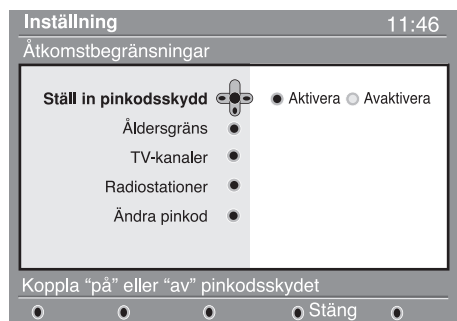 Inställning 11:46
Åtkomstbegränsningar
Ställ in pinkodsskydd Aktivera Avaktivera
Åldersgräns
TV-kanaler
Radiostationer
Ändra pinkod
Koppla “på” eller “av” pinkodsskydet
Stäng